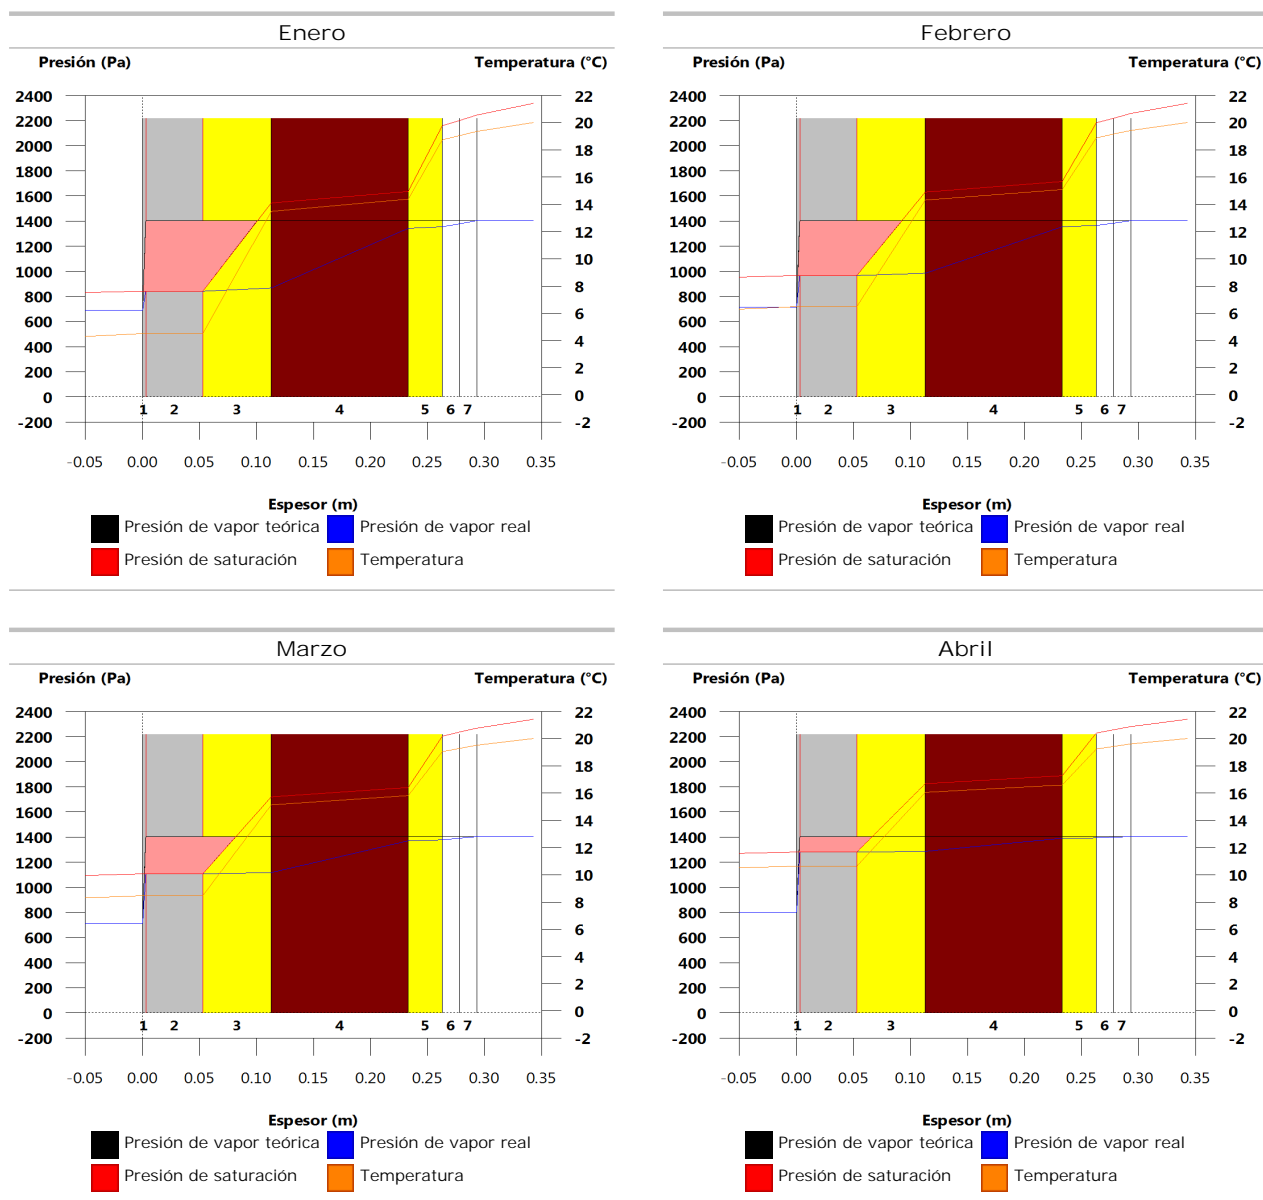 Enero
Presión (Pa) Temperatura (°C)
2400 22
2200 20
2000 18
1800 16
1600 14
1400 12
1200 10
1000 8
800 6
600 4
400 2
200 0
0 -2
-200
1 2 3 4 5 6 7
-0.05 0.00 0.05 0.10 0.15 0.20 0.25 0.30 0.35
Espesor (m)
Presión de vapor teórica Presión de vapor real
Presión de saturación Temperatura
Febrero
Presión (Pa) Temperatura (°C)
2400 22
2200 20
2000 18
1800 16
1600 14
1400 12
1200 10
1000 8
800 6
600 4
400 2
200 0
0 -2
-200
1 2 3 4 5 6 7
-0.05 0.00 0.05 0.10 0.15 0.20 0.25 0.30 0.35
Espesor (m)
Presión de vapor teórica Presión de vapor real
Presión de saturación Temperatura
Marzo
Presión (Pa) Temperatura (°C)
2400 22
2200 20
2000 18
1800 16
1600 14
1400 12
1200 10
1000 8
800 6
600 4
400 2
200 0
0 -2
-200
1 2 3 4 5 6 7
-0.05 0.00 0.05 0.10 0.15 0.20 0.25 0.30 0.35
Espesor (m)
Presión de vapor teórica Presión de vapor real
Presión de saturación Temperatura
Abril
Presión (Pa) Temperatura (°C)
2400 22
2200 20
2000 18
1800 16
1600 14
1400 12
1200 10
1000 8
800 6
600 4
400 2
200 0
0 -2
-200
1 2 3 4 5 6 7
-0.05 0.00 0.05 0.10 0.15 0.20 0.25 0.30 0.35
Espesor (m)
Presión de vapor teórica Presión de vapor real
Presión de saturación Temperatura